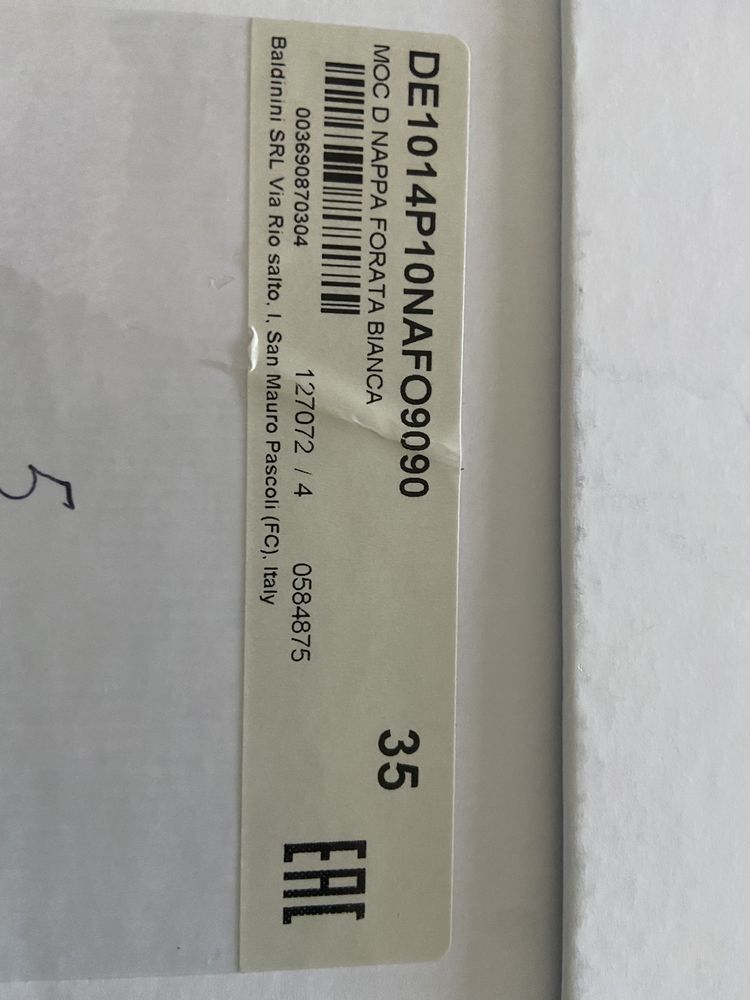 DE1014P10NAFO9090
MOC D NAPPA FORATA BIANCA
35
003690870304 127072 / 4 0584875
Baldinini SRL Via Rio salto, I, San Mauro Pascoli (FC), Italy
EAC
5